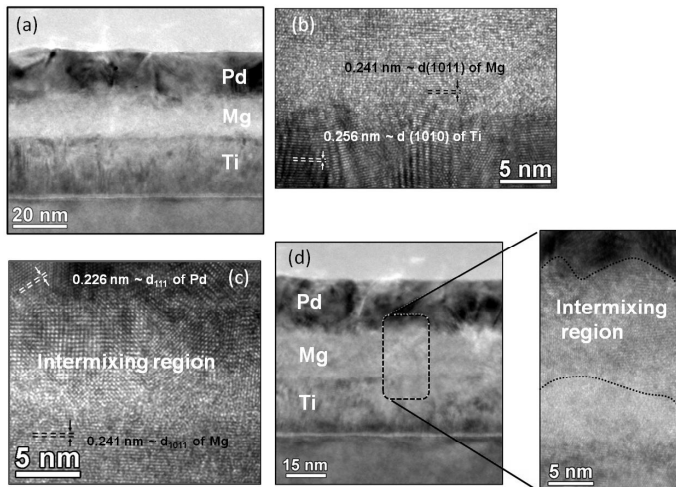 (a)
Pd
Mg
Ti
20 nm
(b)
0.241 nm ~ d(1011) of Mg
0.256 nm ~ d (1010) of Ti
5 nm
(c)
0.226 nm ~ d111 of Pd
Intermixing region
0.241 nm ~ d1011 of Mg
5 nm
(d)
Pd
Mg
Ti
15 nm
Intermixing
region
5 nm